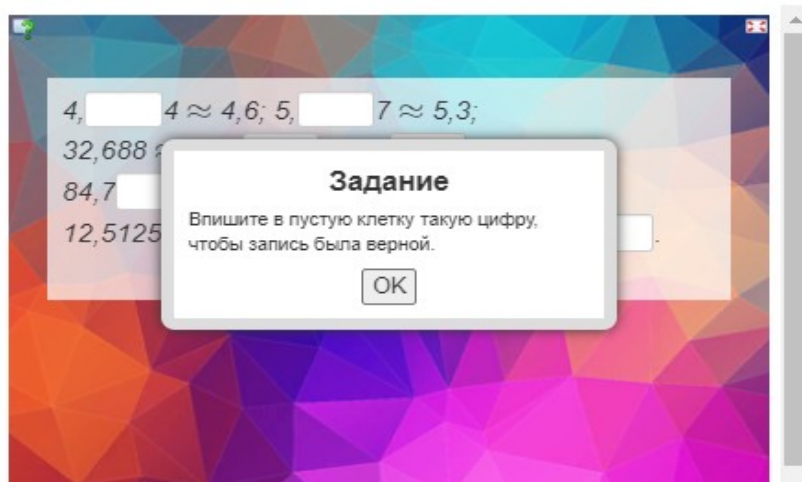 4, 4 ≈ 4,6; 5, 7 ≈ 5,3;
32,688
84,7
12,5125 .
Задание
Впишите в пустую клетку такую цифру,
чтобы запись была верной.
OK